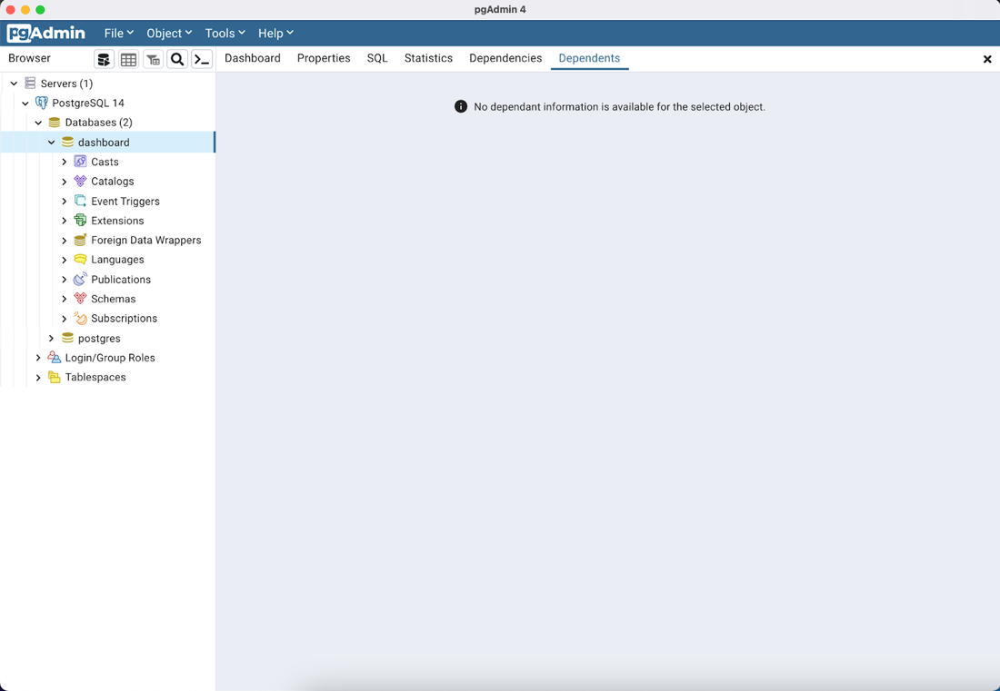 pgAdmin 4
pgAdmin File Object Tools Help
Browser Dashboard Properties SQL Statistics Dependencies Dependents
Servers (1)
PostgreSQL 14
No dependant information is available for the selected object.
Databases (2)
dashboard
Casts
Catalogs
Event Triggers
Extensions
Foreign Data Wrappers
Languages
Publications
Schemas
Subscriptions
postgres
Login/Group Roles
Tablespaces